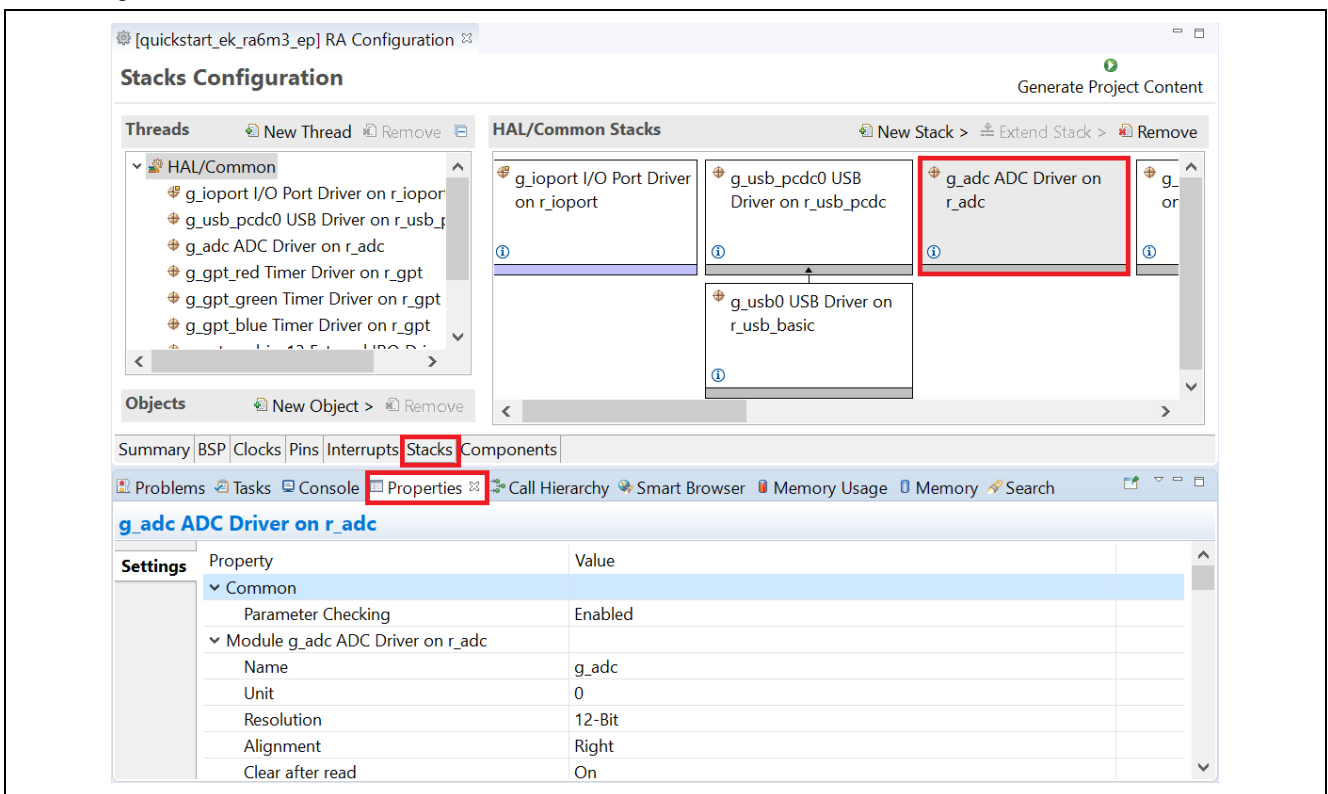 [quickstart_ek_ra6m3_ep] RA Configuration
Stacks Configuration
Generate Project Content
Threads
New Thread
Remove
HAL/Common Stacks
New Stack >
Extend Stack >
Remove
HAL/Common
g_ioport I/O Port Driver on r_iopor
g_usb_pcdc0 USB Driver on r_usb_p
g_adc ADC Driver on r_adc
g_gpt_red Timer Driver on r_gpt
g_gpt_green Timer Driver on r_gpt
g_gpt_blue Timer Driver on r_gpt
g_ioport I/O Port Driver
on r_ioport
g_usb_pcdc0 USB
Driver on r_usb_pcdc
g_adc ADC Driver on
r_adc
g_
or
g_usb0 USB Driver on
r_usb_basic
Objects
New Object >
Remove
Summary BSP Clocks Pins Interrupts Stacks Components
Problems Tasks Console Properties Call Hierarchy Smart Browser Memory Usage Memory Search
g_adc ADC Driver on r_adc
Settings
Property Value
Common
Parameter Checking Enabled
Module g_adc ADC Driver on r_adc
Name g_adc
Unit 0
Resolution 12-Bit
Alignment Right
Clear after read On